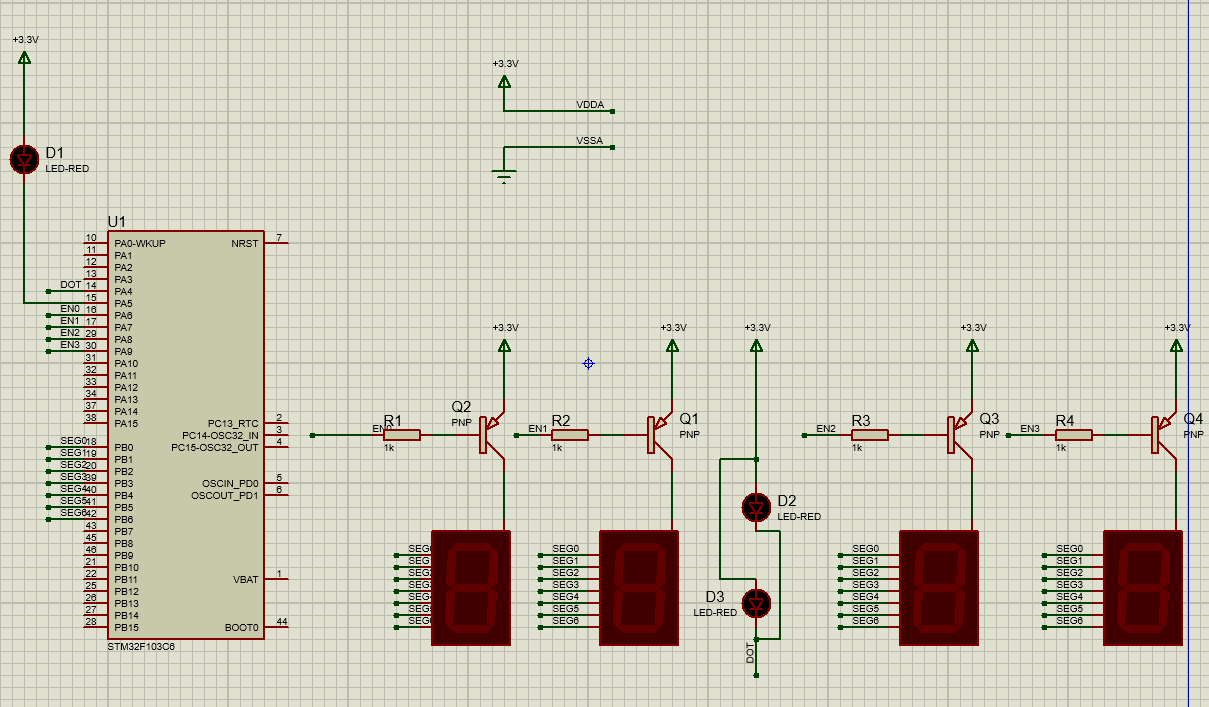 +3.3V
+3.3V
VDDA
VSSA
D1
LED-RED
U1
10 PA0-WKUP NRST 7
11 PA1
12 PA2
13 PA3
DOT 14 PA4
15 PA5
EN0 16 PA6
EN1 17 PA7
EN2 29 PA8
EN3 30 PA9
31 PA10
32 PA11
33 PA12
34 PA13
37 PA14
38 PA15
PC13_RTC 2
PC14-OSC32_IN 3
PC15-OSC32_OUT 4
SEG0 18 PB0
SEG1 19 PB1
SEG2 20 PB2
SEG3 39 PB3 OSCIN_PD0 5
SEG4 40 PB4 OSCOUT_PD1 6
SEG5 41 PB5
SEG6 42 PB6
43 PB7
45 PB8
46 PB9
21 PB10
22 PB11 VBAT 1
25 PB12
26 PB13
27 PB14
28 PB15 BOOT0 44
STM32F103C6
+3.3V
+3.3V
+3.3V
+3.3V
+3.3V
EN0
R1
1k
Q2
PNP
EN1
R2
1k
Q1
PNP
EN2
R3
1k
Q3
PNP
EN3
R4
1k
Q4
PNP
D2
LED-RED
D3
LED-RED
DOT
SEG0
SEG1
SEG2
SEG3
SEG4
SEG5
SEG6
SEG0
SEG1
SEG2
SEG3
SEG4
SEG5
SEG6
SEG0
SEG1
SEG2
SEG3
SEG4
SEG5
SEG6
SEG0
SEG1
SEG2
SEG3
SEG4
SEG5
SEG6